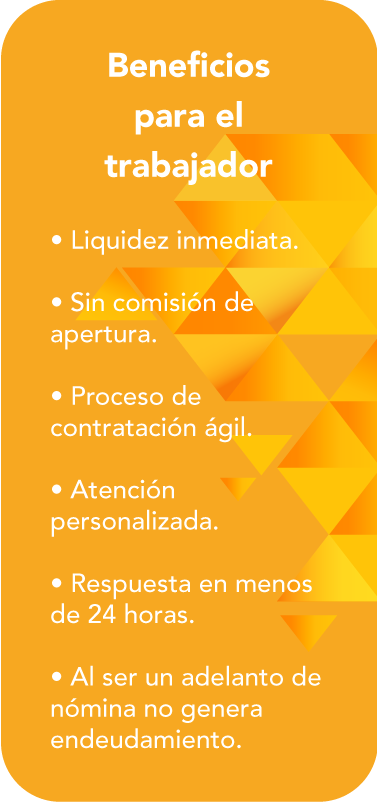 Beneficios
para el
trabajador
• Liquidez inmediata.
• Sin comisión de
apertura.
• Proceso de
contratación ágil.
• Atención
personalizada.
• Respuesta en menos
de 24 horas.
• Al ser un adelanto de
nómina no genera
endeudamiento.